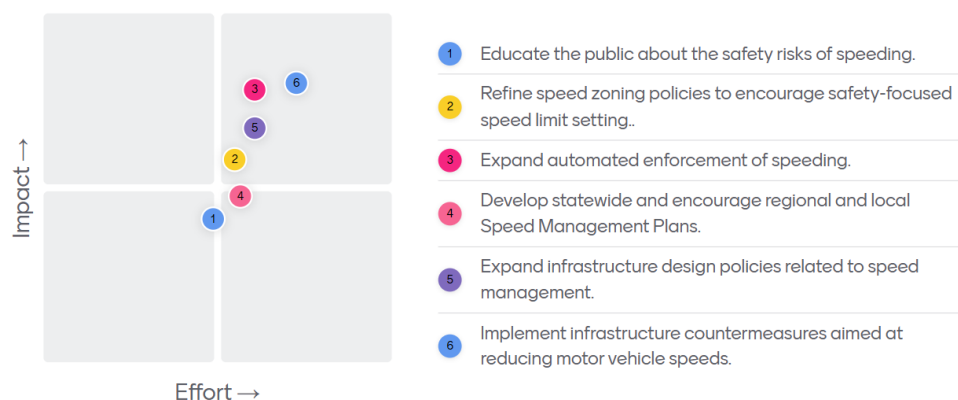 Impact →
Effort →
3
6
5
2
4
1
1 Educate the public about the safety risks of speeding.
2 Refine speed zoning policies to encourage safety-focused
speed limit setting..
3 Expand automated enforcement of speeding.
4 Develop statewide and encourage regional and local
Speed Management Plans.
5 Expand infrastructure design policies related to speed
management.
6 Implement infrastructure countermeasures aimed at
reducing motor vehicle speeds.